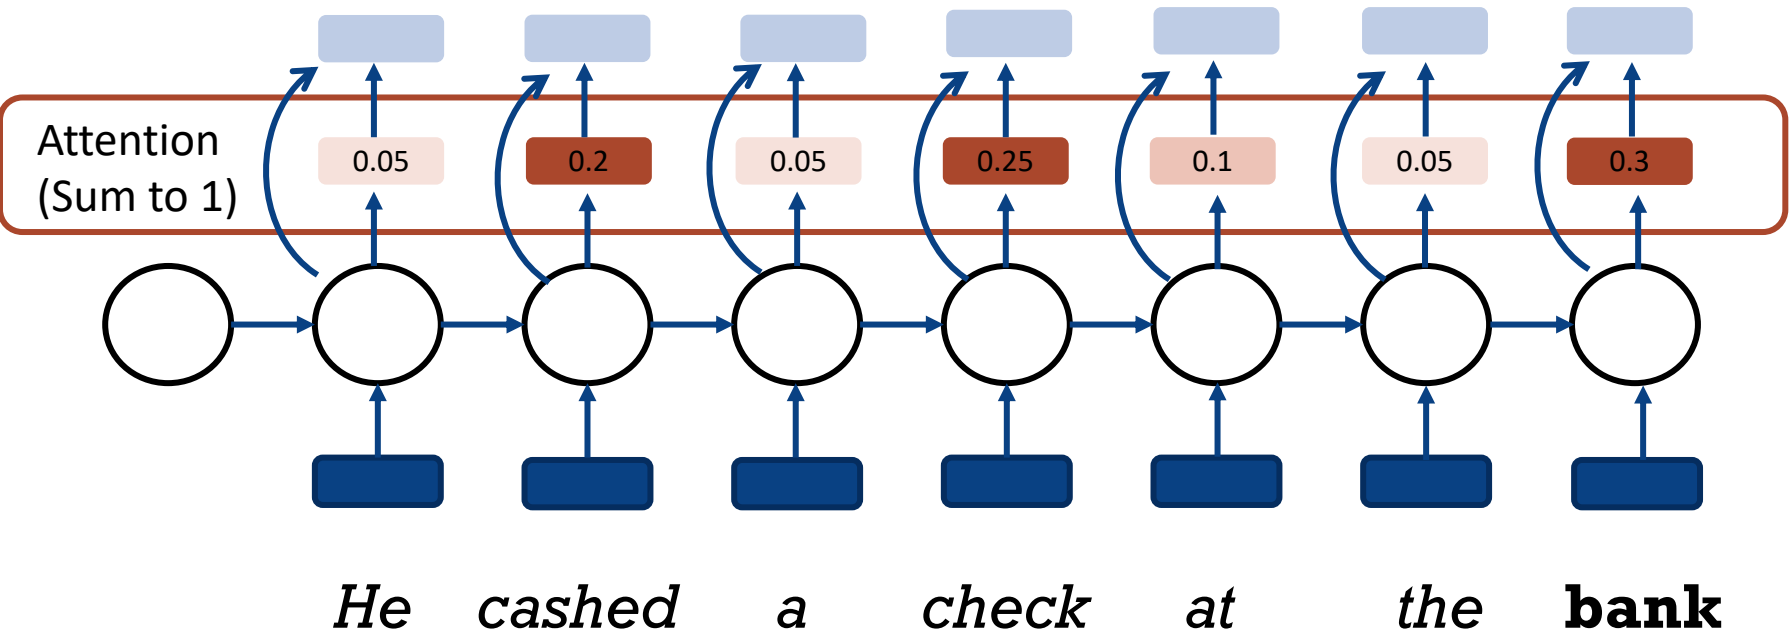 Attention
(Sum to 1)
0.05 0.2 0.05 0.25 0.1 0.05 0.3
He cashed a check at the bank